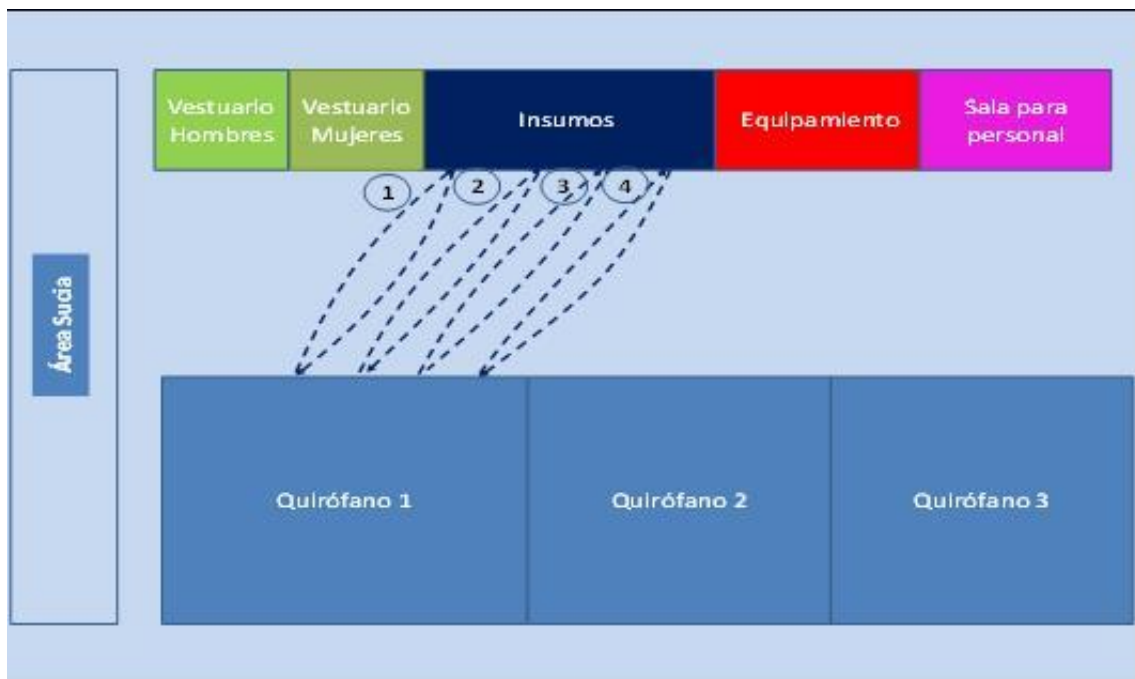 Vestuario
Hombres
Vestuario
Mujeres
Insumos
Equipamiento
Sala para
personal
1
2
3
4
Área Sucia
Quirófano 1
Quirófano 2
Quirófano 3